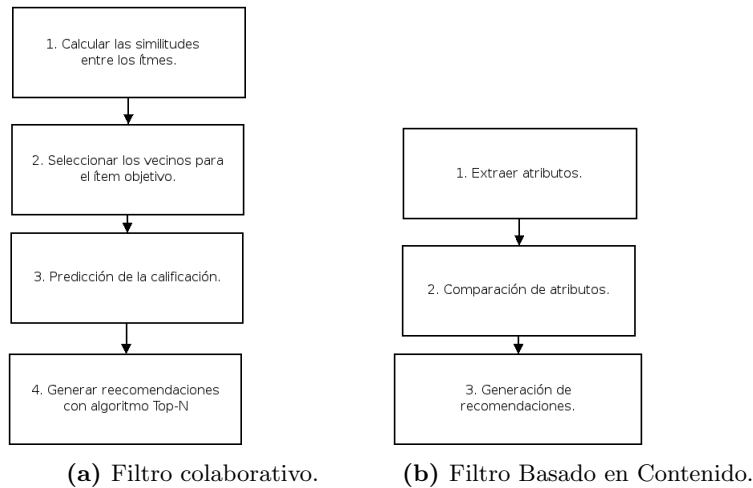 1. Calcular las similitudes
entre los ítmes.
2. Seleccionar los vecinos para
el ítem objetivo.
3. Predicción de la calificación.
4. Generar reecomendaciones
con algoritmo Top-N
(a) Filtro colaborativo.
1. Extraer atributos.
2. Comparación de atributos.
3. Generación de
recomendaciones.
(b) Filtro Basado en Contenido.